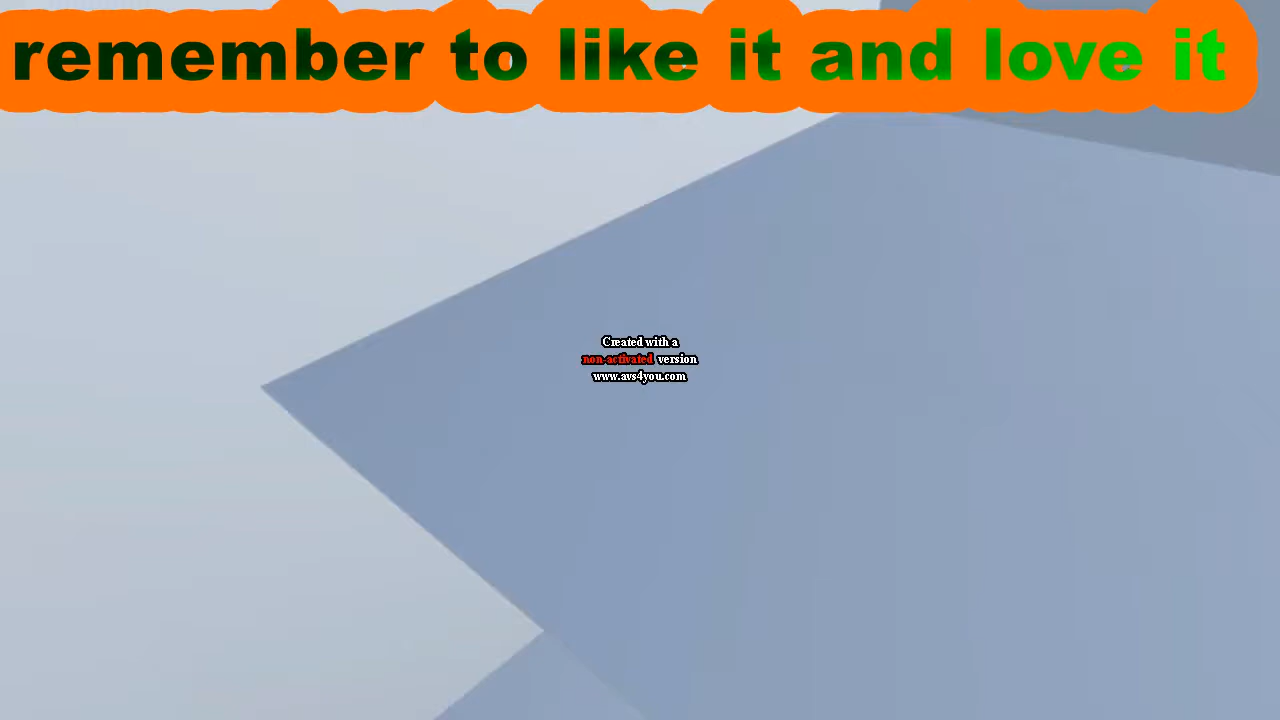 remember to like it and love it
Created with a
non-activated version
www.avs4you.com